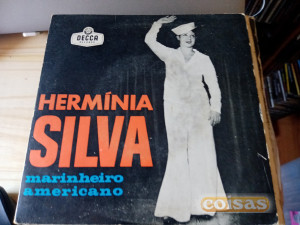 DECCA
HERMÍNIA
SILVA
marinheiro
americano
coisas